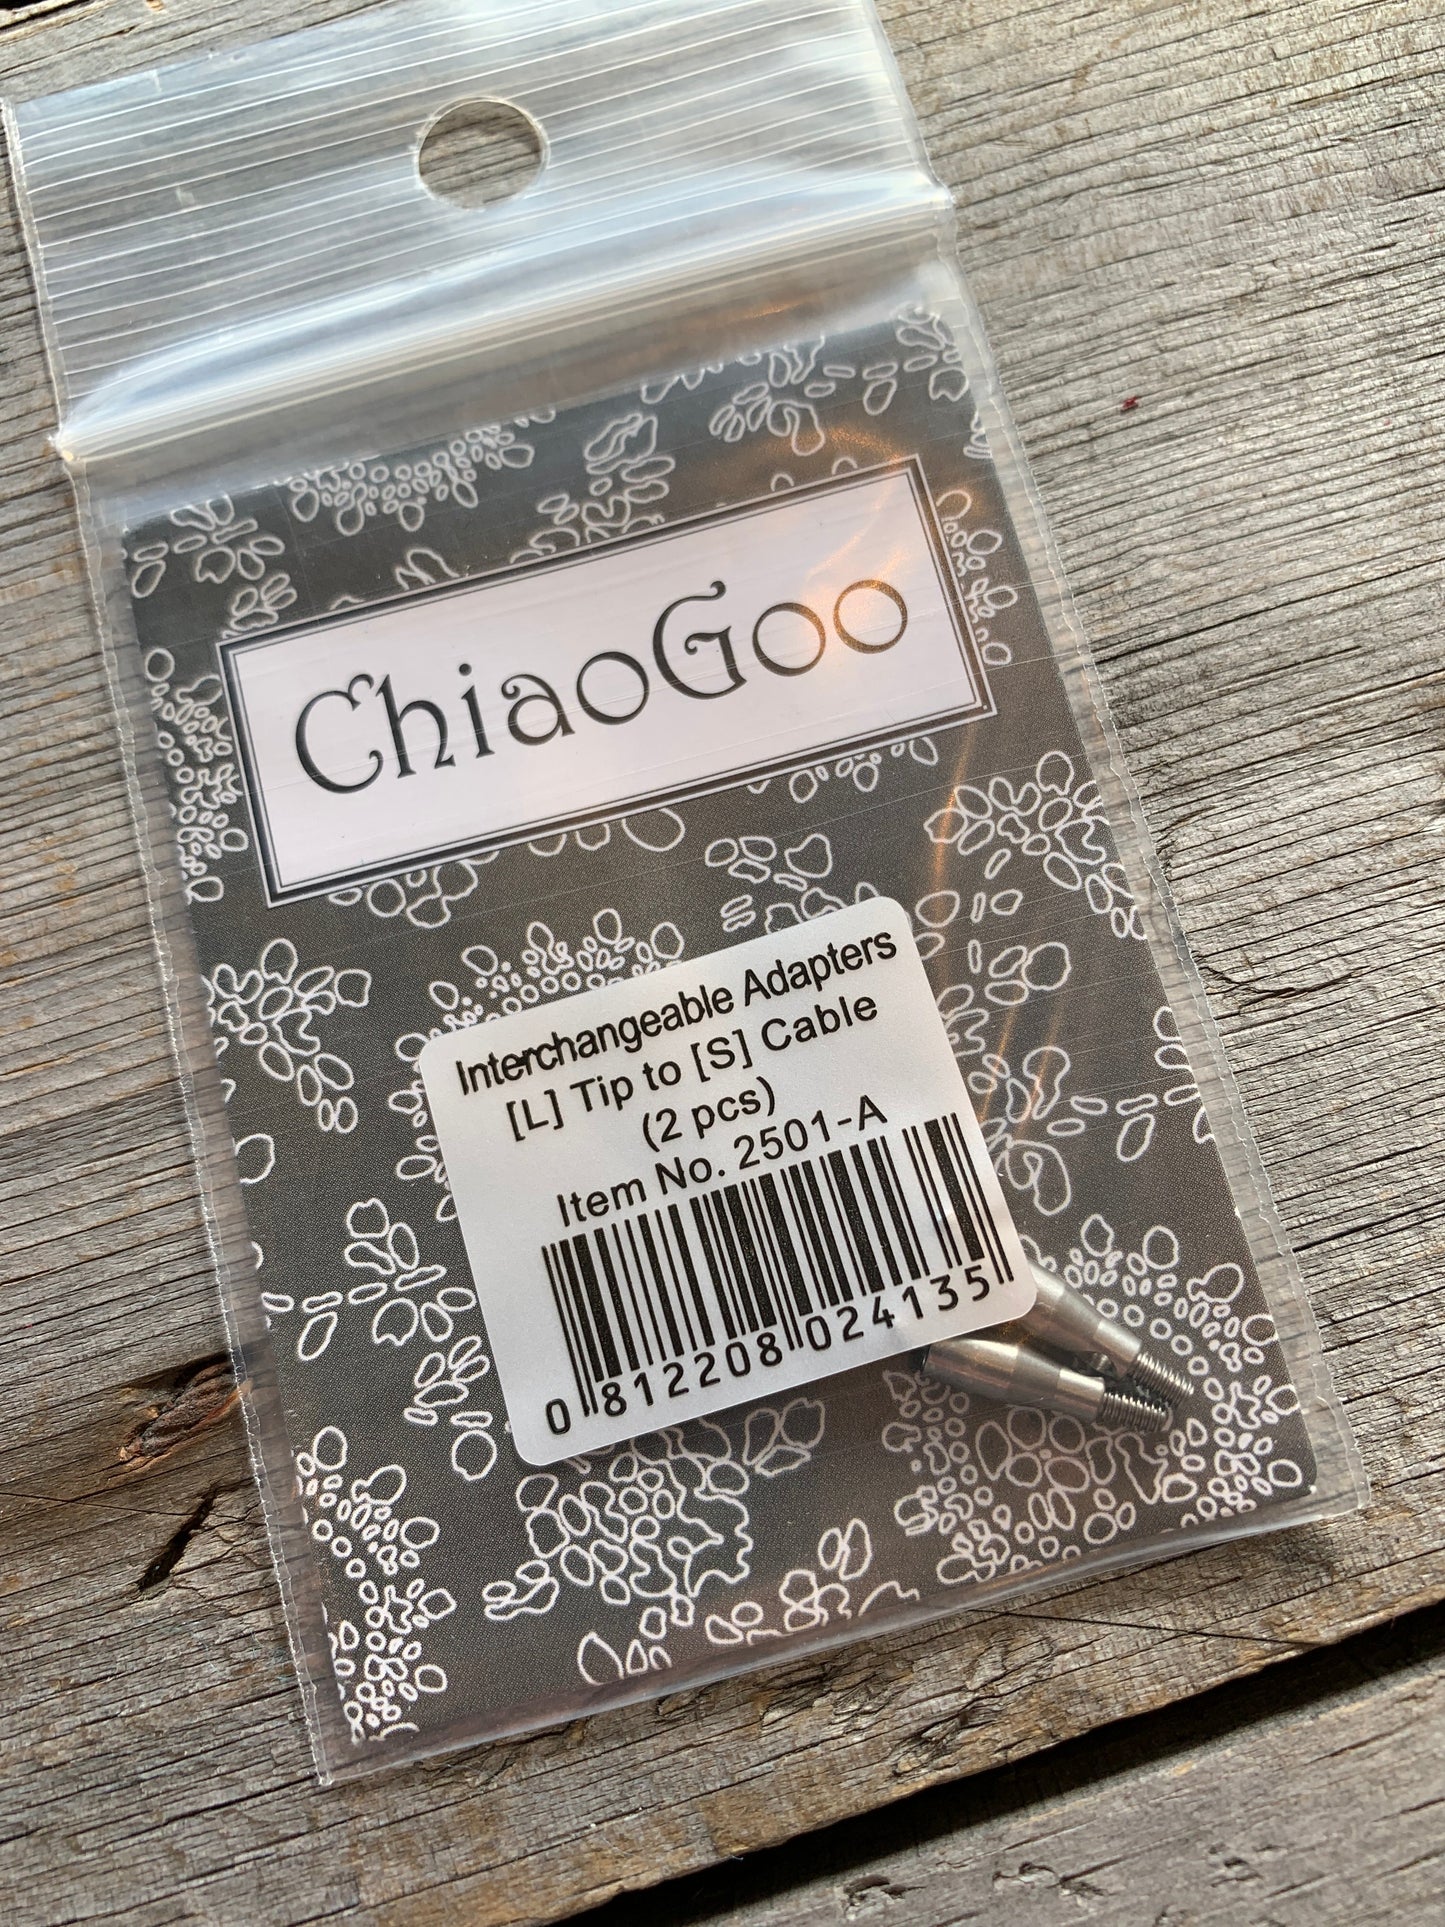 ChiaoGoo
Interchangeable Adapters
[L] Tip to [S] Cable
(2 pcs)
Item No. 2501-A
0 812208 024135